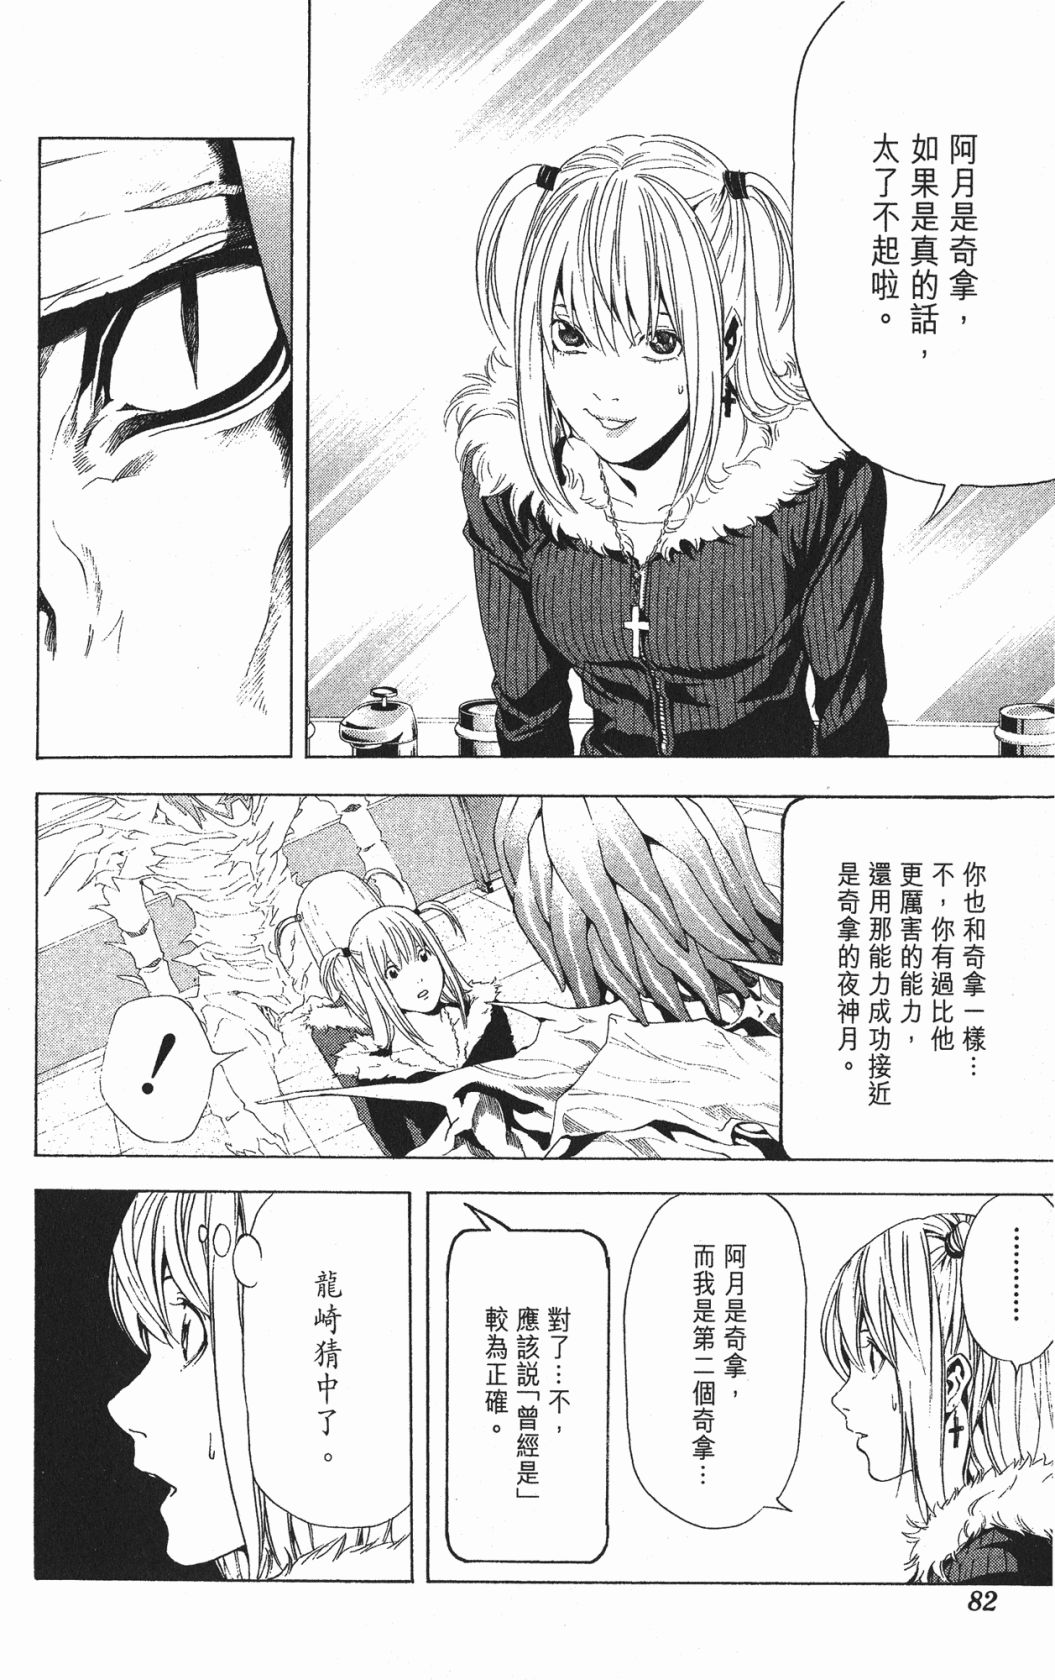 阿月是奇拿，
如果是真的話，
太了不起啦。
你也和奇拿一樣…
不，你有過比他
更厲害的能力，
還用那能力成功接近
是奇拿的夜神月。
！
…………
阿月是奇拿，
而我是第二個奇拿…
對了…不，
應該說「曾經是」
較為正確。
龍崎猜中了。
82